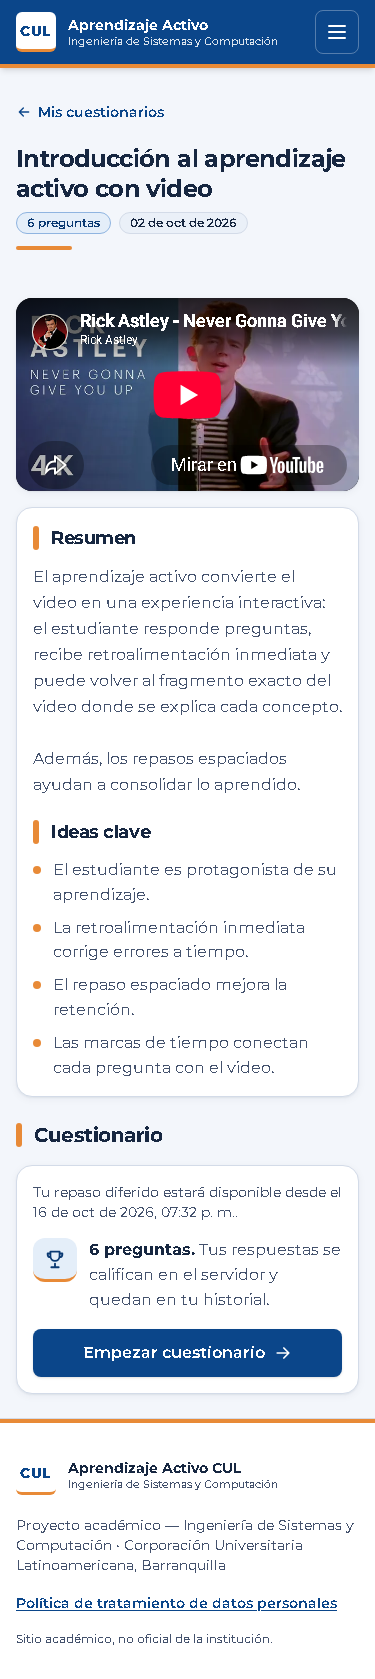 CUL
Aprendizaje Activo
Ingeniería de Sistemas y Computación
← Mis cuestionarios
Introducción al aprendizaje
activo con video
6 preguntas
02 de oct de 2026
Rick Astley - Never Gonna Give Y
Rick Astley
RICK
ASTLEY
NEVER GONNA
GIVE YOU UP
4K
Mirar en YouTube
Resumen
El aprendizaje activo convierte el
video en una experiencia interactiva:
el estudiante responde preguntas,
recibe retroalimentación inmediata y
puede volver al fragmento exacto del
video donde se explica cada concepto.
Además, los repasos espaciados
ayudan a consolidar lo aprendido.
Ideas clave
El estudiante es protagonista de su
aprendizaje.
La retroalimentación inmediata
corrige errores a tiempo.
El repaso espaciado mejora la
retención.
Las marcas de tiempo conectan
cada pregunta con el video.
Cuestionario
Tu repaso diferido estará disponible desde el
16 de oct de 2026, 07:32 p. m..
6 preguntas. Tus respuestas se
califican en el servidor y
quedan en tu historial.
Empezar cuestionario →
CUL
Aprendizaje Activo CUL
Ingeniería de Sistemas y Computación
Proyecto académico — Ingeniería de Sistemas y
Computación · Corporación Universitaria
Latinoamericana, Barranquilla
Política de tratamiento de datos personales
Sitio académico, no oficial de la institución.